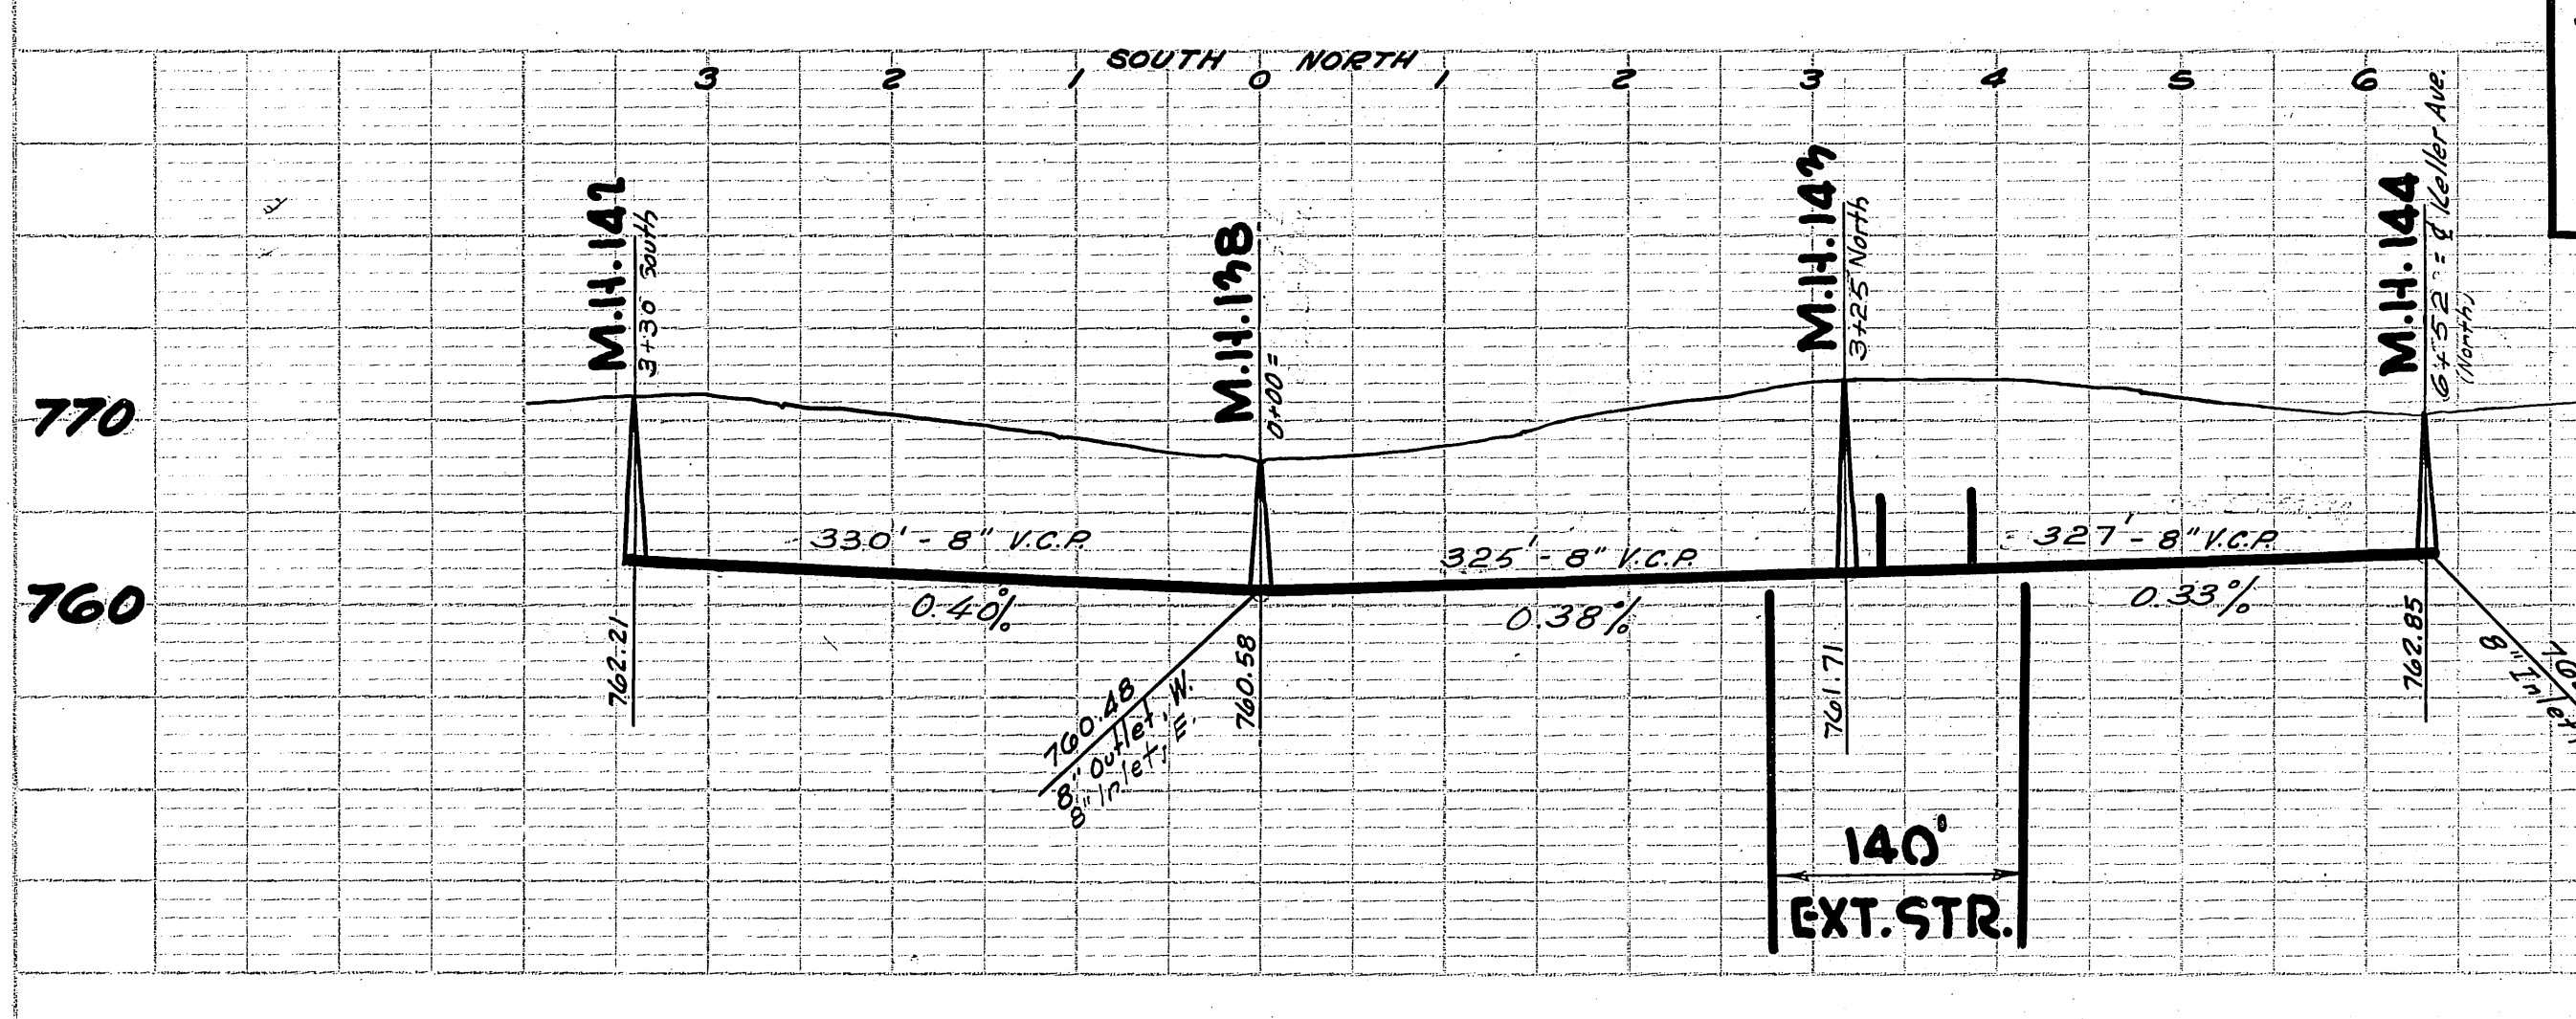 SOUTH NORTH
3 2 1 0 1 2 3 4 5 6
M.H.142
3+30 South
M.H.138
0+00 =
M.H.143
3+25 North
M.H.144
6+52 = ℄ Keller Ave.
(North)
770
760
330' - 8" V.C.P.
0.40%
325' - 8" V.C.P.
0.38%
327' - 8" V.C.P.
0.33%
762.21
760.48
8" Outlet, W.
8" Inlet, E.
760.58
761.71
762.85
8" Inlet
140'
EXT. STR.